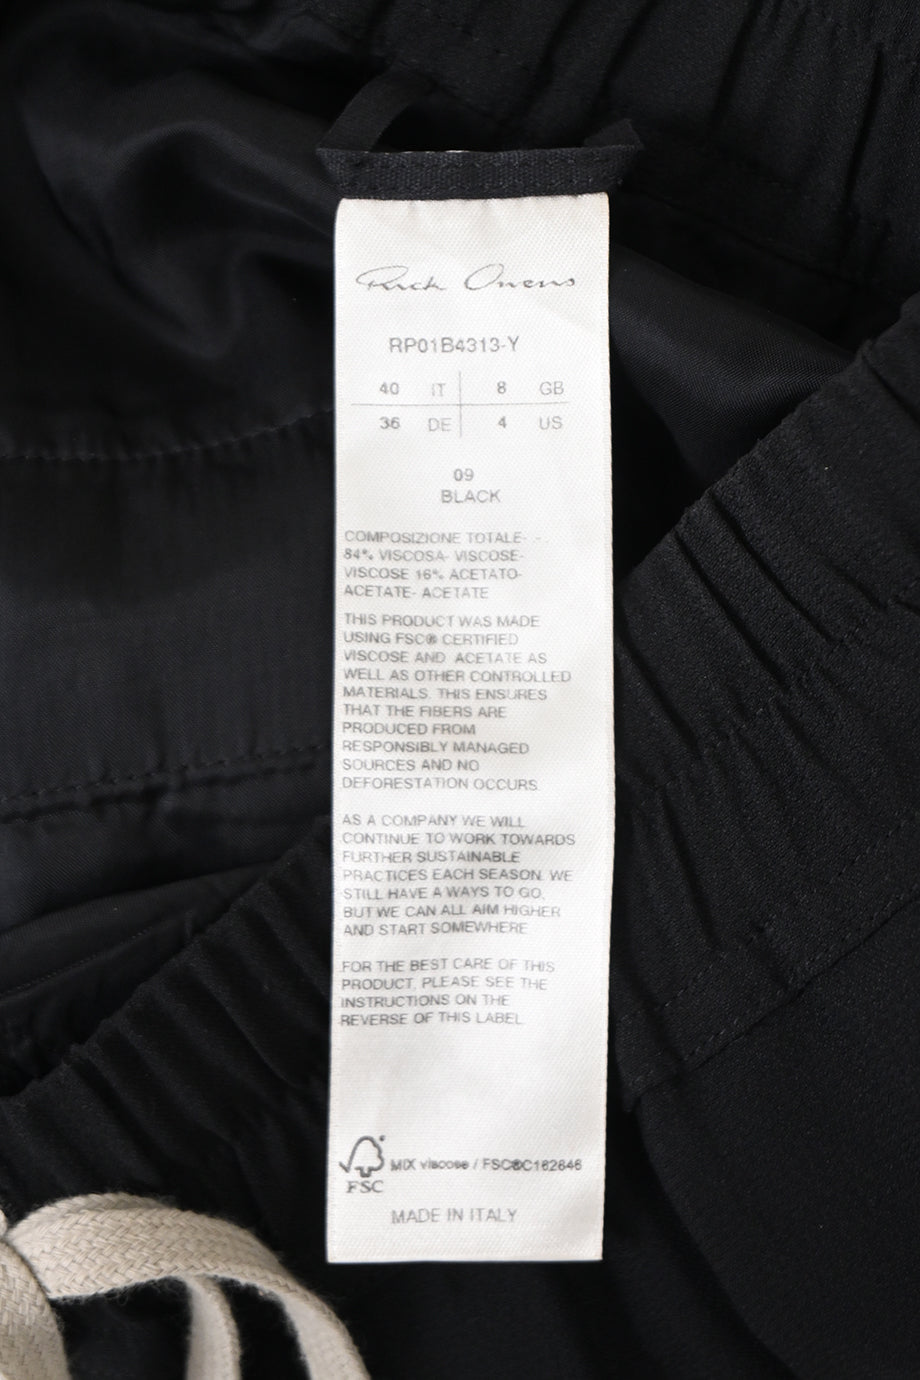 Rick Owens
RP01B4313-Y
40 IT 8 GB
36 DE 4 US
09
BLACK
COMPOSIZIONE TOTALE- -.
84% VISCOSA- VISCOSE-
VISCOSE 16% ACETATO-
ACETATE- ACETATE
THIS PRODUCT WAS MADE
USING FSC® CERTIFIED
VISCOSE AND ACETATE AS
WELL AS OTHER CONTROLLED
MATERIALS. THIS ENSURES
THAT THE FIBERS ARE
PRODUCED FROM
RESPONSIBLY MANAGED
SOURCES AND NO
DEFORESTATION OCCURS.
AS A COMPANY WE WILL
CONTINUE TO WORK TOWARDS
FURTHER SUSTAINABLE
PRACTICES EACH SEASON. WE
STILL HAVE A WAYS TO GO,
BUT WE CAN ALL AIM HIGHER
AND START SOMEWHERE
FOR THE BEST CARE OF THIS
PRODUCT, PLEASE SEE THE
INSTRUCTIONS ON THE
REVERSE OF THIS LABEL.
MIX viscose / FSC®C162646
FSC
MADE IN ITALY